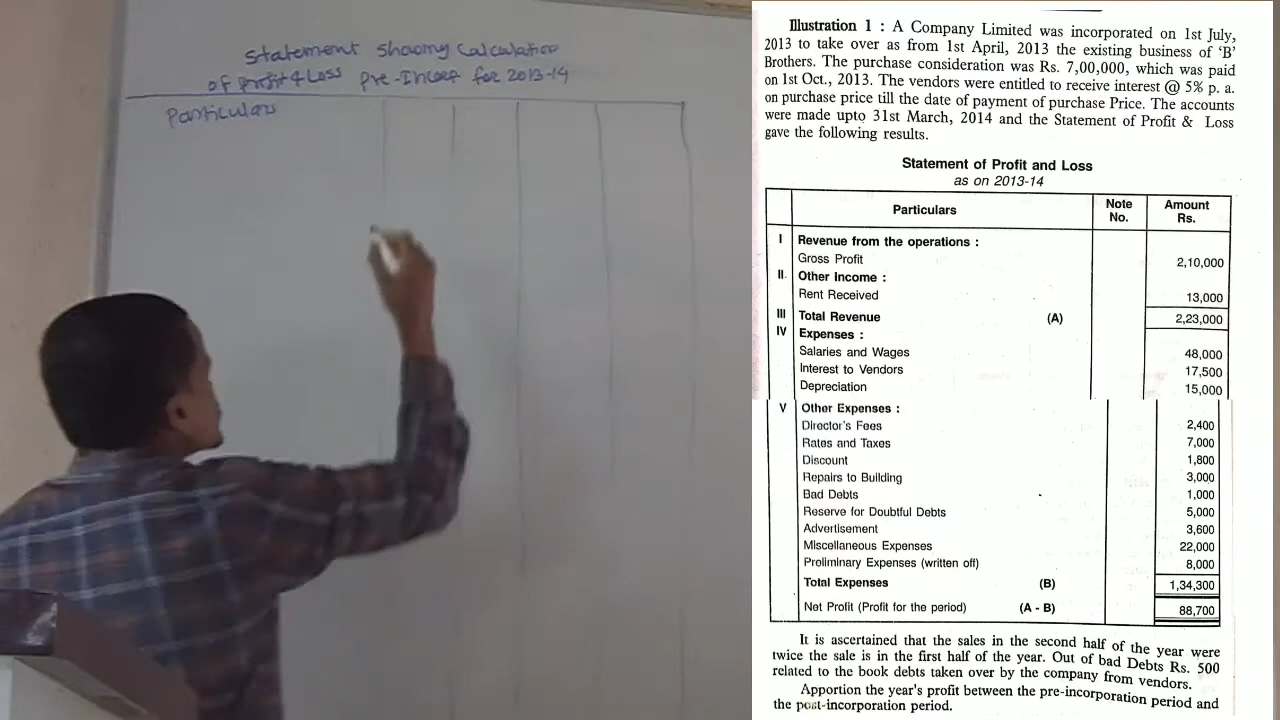 Statement Showing Calculation
of Profit & Loss Pre-Incorp for 2013-14
Particulars
Illustration 1 : A Company Limited was incorporated on 1st July,
2013 to take over as from 1st April, 2013 the existing business of ‘B’
Brothers. The purchase consideration was Rs. 7,00,000, which was paid
on 1st Oct., 2013. The vendors were entitled to receive interest @ 5% p. a.
on purchase price till the date of payment of purchase Price. The accounts
were made upto 31st March, 2014 and the Statement of Profit & Loss
gave the following results.
Statement of Profit and Loss
as on 2013-14
Particulars Note No. Amount Rs.
I Revenue from the operations :
Gross Profit 2,10,000
II. Other Income :
Rent Received 13,000
III Total Revenue (A) 2,23,000
IV Expenses :
Salaries and Wages 48,000
Interest to Vendors 17,500
Depreciation 15,000
V Other Expenses :
Director's Fees 2,400
Rates and Taxes 7,000
Discount 1,800
Repairs to Building 3,000
Bad Debts 1,000
Reserve for Doubtful Debts 5,000
Advertisement 3,600
Miscellaneous Expenses 22,000
Proliminary Expenses (written off) 8,000
Total Expenses (B) 1,34,300
Net Profit (Profit for the period) (A - B) 88,700
It is ascertained that the sales in the second half of the year were
twice the sale is in the first half of the year. Out of bad Debts Rs. 500
related to the book debts taken over by the company from vendors.
Apportion the year's profit between the pre-incorporation period and
the post-incorporation period.